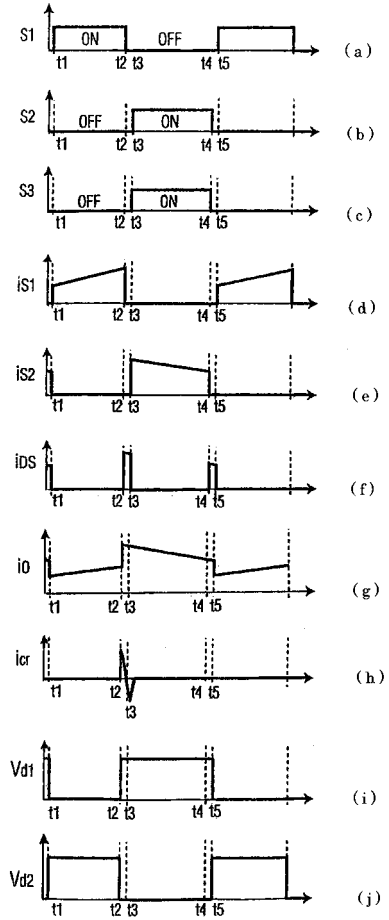 S1 ON OFF (a)
t1 t2 t3 t4 t5
S2 OFF ON (b)
t1 t2 t3 t4 t5
S3 OFF ON (c)
t1 t2 t3 t4 t5
iS1 (d)
t1 t2 t3 t4 t5
iS2 (e)
t1 t2 t3 t4 t5
iDS (f)
t1 t2 t3 t4 t5
iO (g)
t1 t2 t3 t4 t5
icr (h)
t1 t2 t3 t4 t5
Vd1 (i)
t1 t2 t3 t4 t5
Vd2 (j)
t1 t2 t3 t4 t5